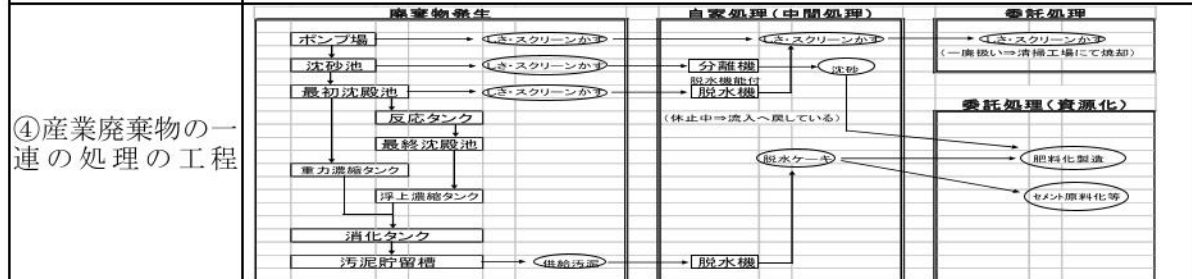 ④産業廃棄物の一
連の処理の工程
廃棄物発生
自家処理(中間処理)
委託処理
ポンプ場
しさ・スクリーンかす
しさ・スクリーンかす
しさ・スクリーンかす
(一廃扱い⇒清掃工場にて焼却)
沈砂池
しさ・スクリーンかす
分離機
沈砂
脱水機能付
最初沈殿池
しさ・スクリーンかす
脱水機
委託処理(資源化)
反応タンク
(休止中⇒流入へ戻している)
最終沈殿池
脱水ケーキ
肥料化製造
重力濃縮タンク
浮上濃縮タンク
セメント原料化等
消化タンク
汚泥貯留槽
供給汚泥
脱水機